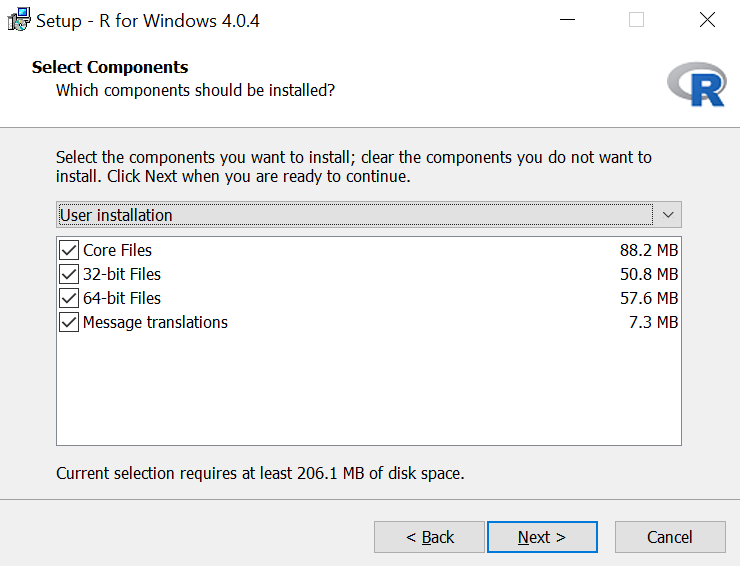 Setup - R for Windows 4.0.4
Select Components
Which components should be installed?
R
Select the components you want to install; clear the components you do not want to
install. Click Next when you are ready to continue.
User installation
Core Files 88.2 MB
32-bit Files 50.8 MB
64-bit Files 57.6 MB
Message translations 7.3 MB
Current selection requires at least 206.1 MB of disk space.
< Back Next > Cancel